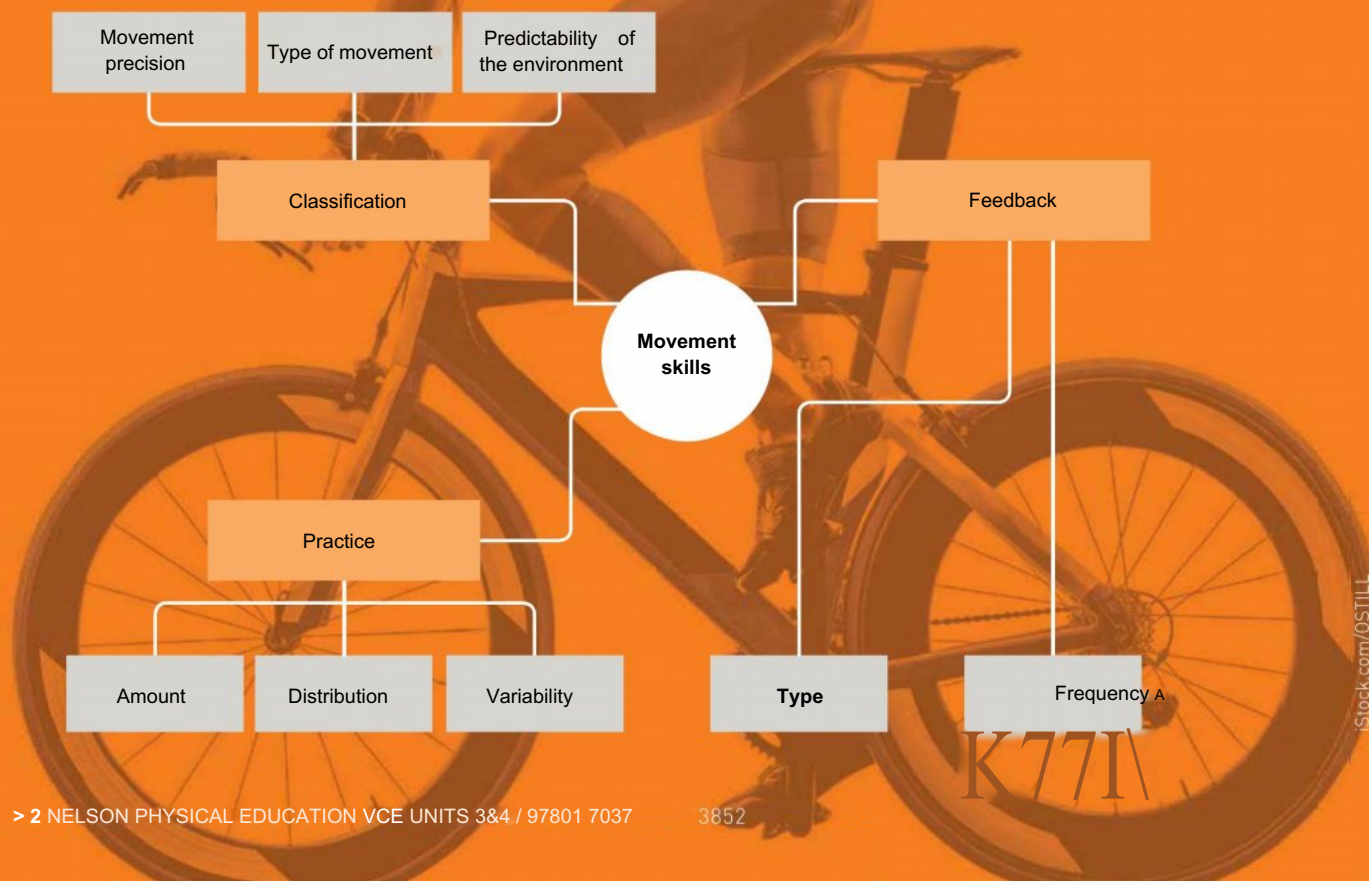 Movement
precision
Type of movement
Predictability of
the environment
Classification
Feedback
Movement
skills
Practice
Amount
Distribution
Variability
Type
Frequency A
K77I\
iStock.com/OSTILL
> 2 NELSON PHYSICAL EDUCATION VCE UNITS 3&4 / 97801 7037 3852